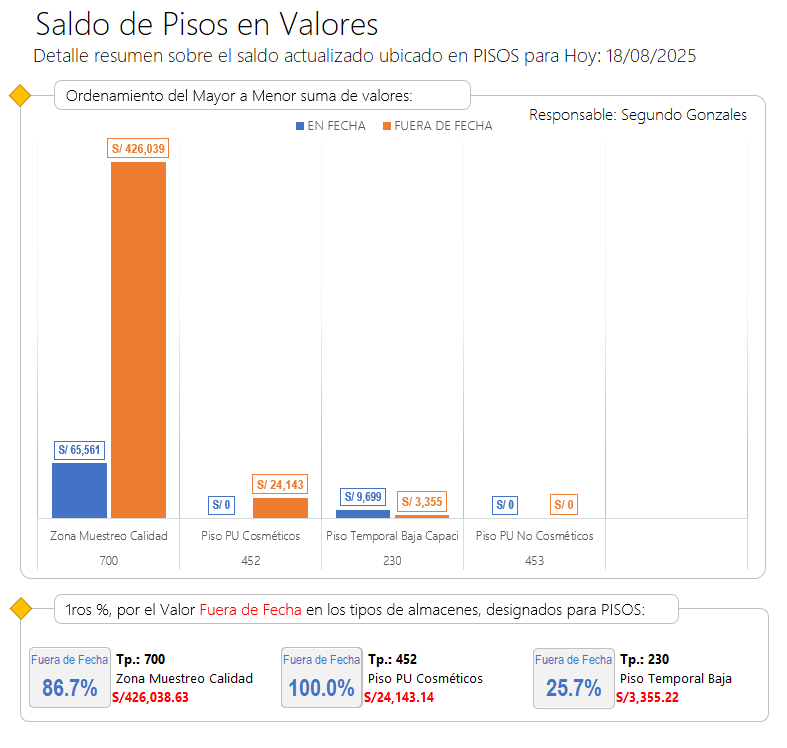 Saldo de Pisos en Valores
Detalle resumen sobre el saldo actualizado ubicado en PISOS para Hoy: 18/08/2025
Ordenamiento del Mayor a Menor suma de valores:
Responsable: Segundo Gonzales
EN FECHA FUERA DE FECHA
S/ 426,039
S/ 65,561
S/ 0
S/ 24,143
S/ 9,699
S/ 3,355
S/ 0
S/ 0
Zona Muestreo Calidad Piso PU Cosméticos Piso Temporal Baja Capaci Piso PU No Cosméticos
700 452 230 453
1ros %, por el Valor Fuera de Fecha en los tipos de almacenes, designados para PISOS:
Fuera de Fecha
86.7%
Tp.: 700
Zona Muestreo Calidad
S/426,038.63
Fuera de Fecha
100.0%
Tp.: 452
Piso PU Cosméticos
S/24,143.14
Fuera de Fecha
25.7%
Tp.: 230
Piso Temporal Baja
S/3,355.22